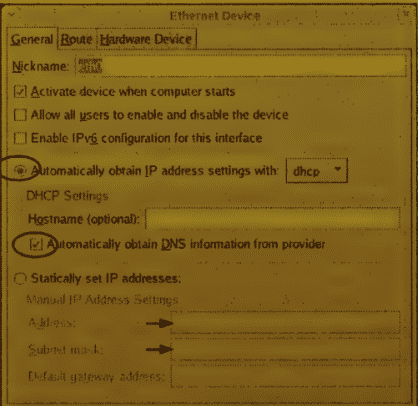 Ethernet Device
General Route Hardware Device
Nickname:
Activate device when computer starts
Allow all users to enable and disable the device
Enable IPv6 configuration for this interface
Automatically obtain IP address settings with: dhcp
DHCP Settings
Hostname (optional):
Automatically obtain DNS information from provider
Statically set IP addresses:
Manual IP Address Settings
Address:
Subnet mask:
Default gateway address: